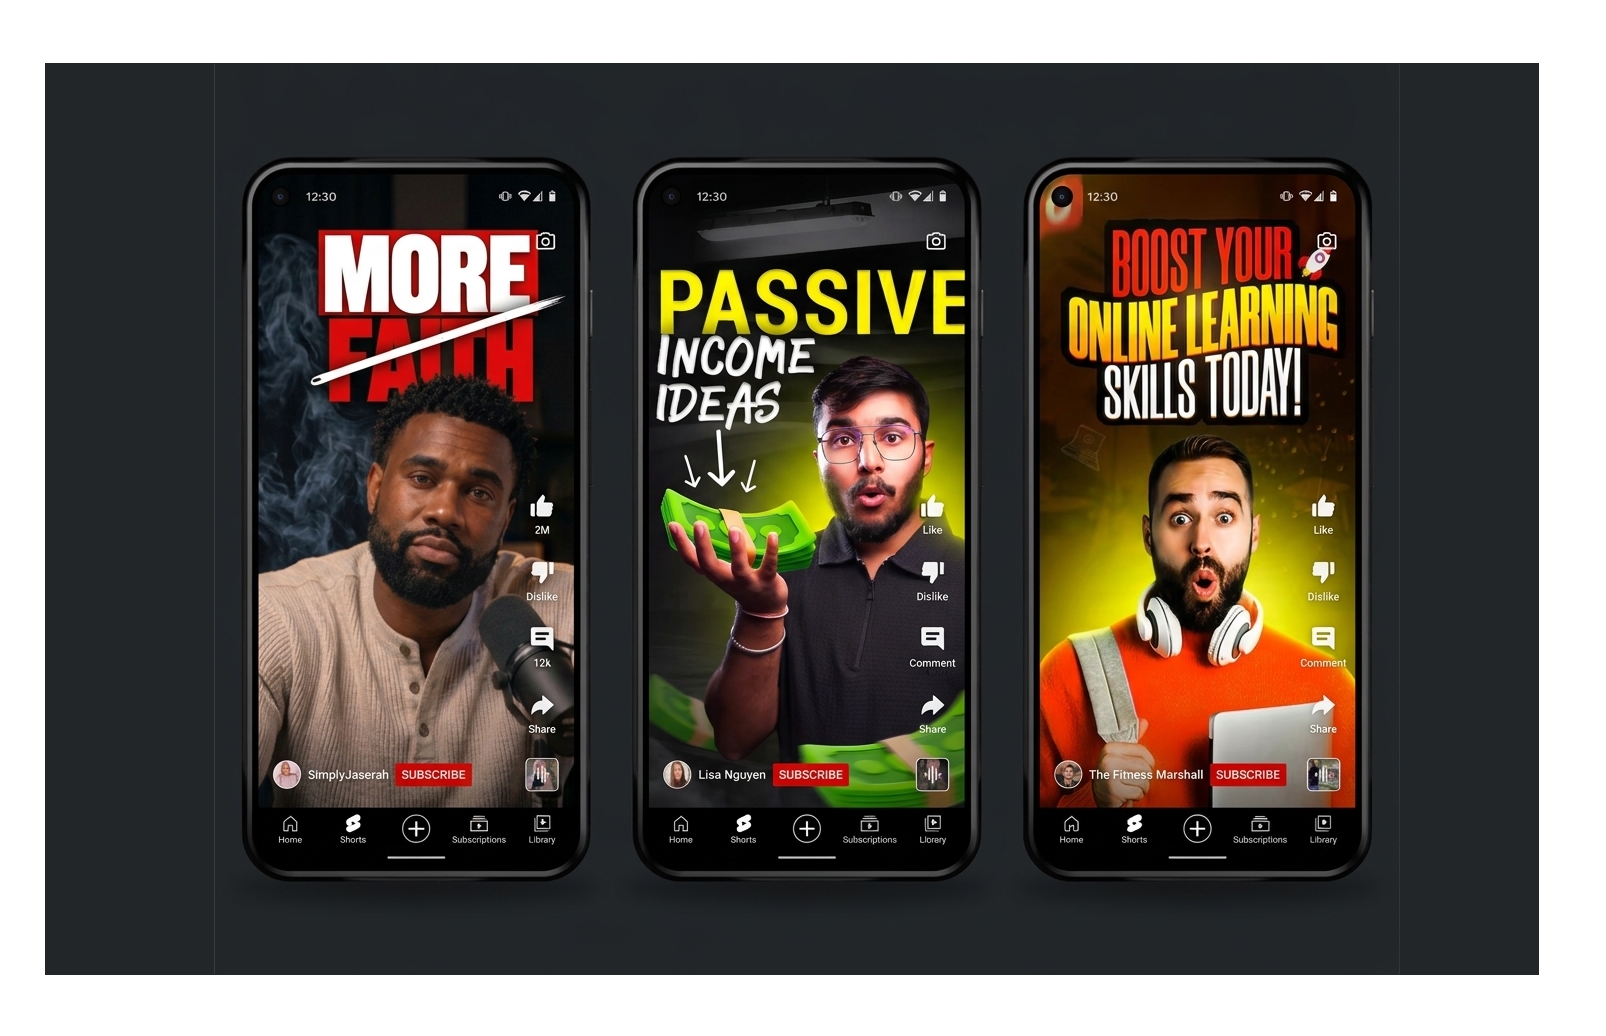 12:30
MORE
FAITH
2M
Dislike
12k
Share
SimplyJaserah SUBSCRIBE
Home Shorts Subscriptions Library
12:30
PASSIVE
INCOME
IDEAS
Like
Dislike
Comment
Share
Lisa Nguyen SUBSCRIBE
Home Shorts Subscriptions Llorery
12:30
BOOST YOUR
ONLINE LEARNING
SKILLS TODAY!
Like
Dislike
Comment
Share
The Fitness Marshall SUBSCRIBE
Home Shorts Subscriptions Library